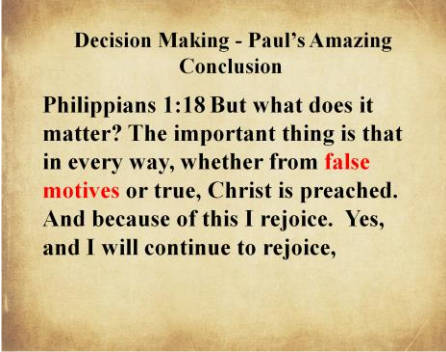 Decision Making - Paul's Amazing
Conclusion
Philippians 1:18 But what does it
matter? The important thing is that
in every way, whether from false
motives or true, Christ is preached.
And because of this I rejoice.  Yes,
and I will continue to rejoice,